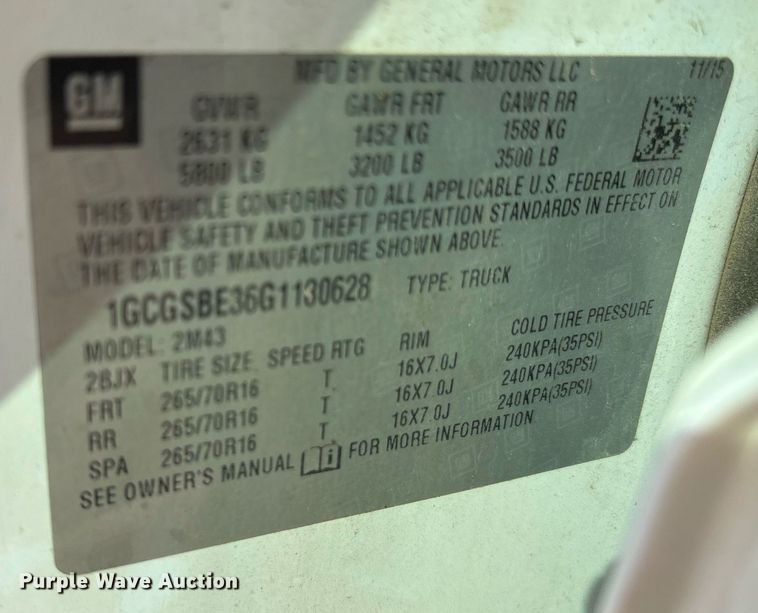 GM
MFD BY GENERAL MOTORS LLC 11/15
GVWR GAWR FRT GAWR RR
2631 KG 1452 KG 1588 KG
5800 LB 3200 LB 3500 LB
THIS VEHICLE CONFORMS TO ALL APPLICABLE U.S. FEDERAL MOTOR
VEHICLE SAFETY AND THEFT PREVENTION STANDARDS IN EFFECT ON
THE DATE OF MANUFACTURE SHOWN ABOVE.
1GCGSBE36G1130628 TYPE: TRUCK
MODEL: 2M43
2BJX TIRE SIZE SPEED RTG RIM COLD TIRE PRESSURE
FRT 265/70R16 T 16X7.0J 240KPA(35PSI)
RR 265/70R16 T 16X7.0J 240KPA(35PSI)
SPA 265/70R16 T 16X7.0J 240KPA(35PSI)
SEE OWNER'S MANUAL i FOR MORE INFORMATION
Purple Wave Auction